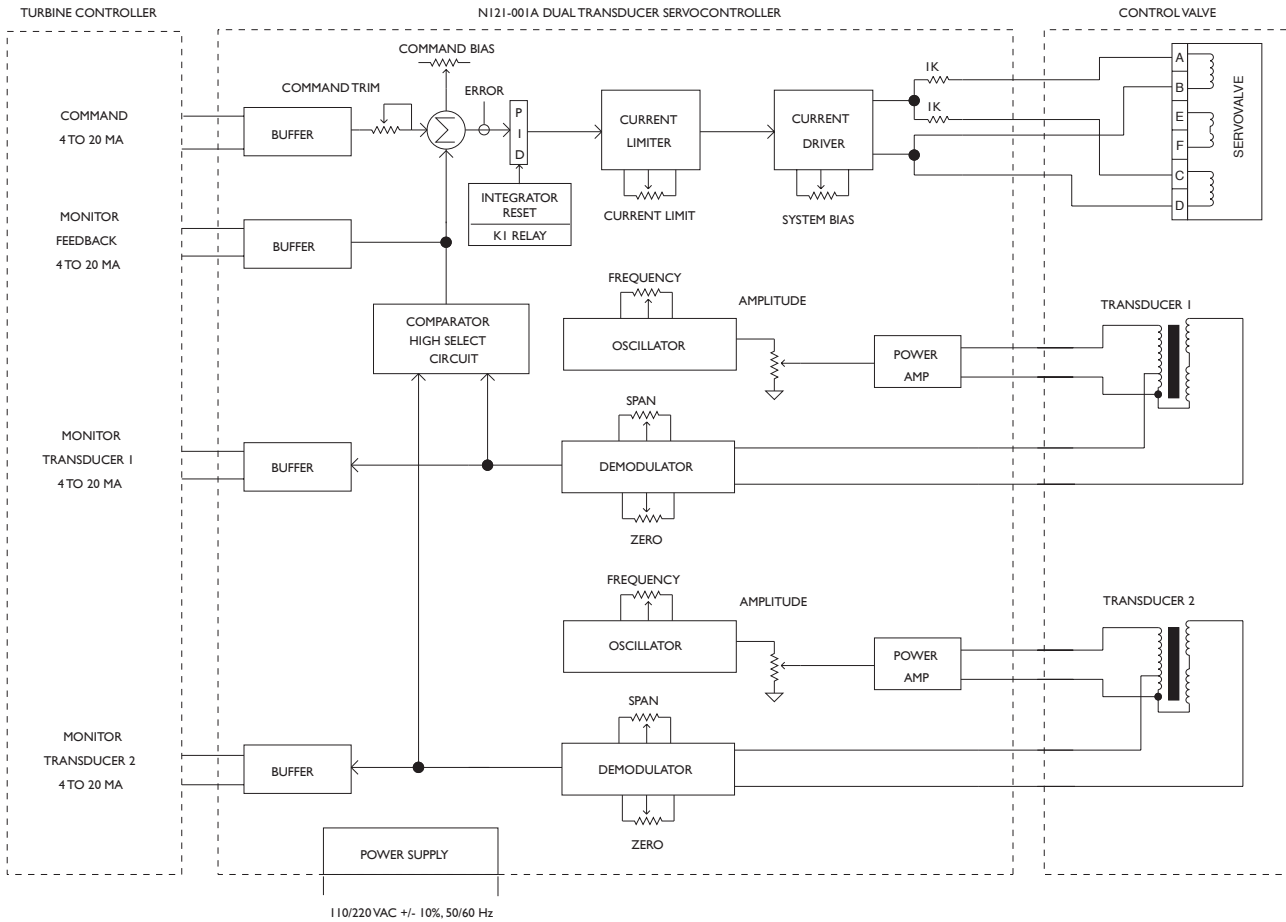 TURBINE CONTROLLER
N121-001A DUAL TRANSDUCER SERVOCONTROLLER
CONTROL VALVE
COMMAND BIAS
COMMAND TRIM
ERROR
COMMAND
4 TO 20 MA
BUFFER
Σ
P
I
D
CURRENT
LIMITER
CURRENT
DRIVER
1K
1K
A
B
E
F
C
D
SERVOVALVE
INTEGRATOR
RESET
K1 RELAY
CURRENT LIMIT
SYSTEM BIAS
MONITOR
FEEDBACK
4 TO 20 MA
BUFFER
COMPARATOR
HIGH SELECT
CIRCUIT
FREQUENCY
AMPLITUDE
OSCILLATOR
POWER
AMP
TRANSDUCER 1
SPAN
MONITOR
TRANSDUCER 1
4 TO 20 MA
BUFFER
DEMODULATOR
ZERO
FREQUENCY
AMPLITUDE
OSCILLATOR
POWER
AMP
TRANSDUCER 2
SPAN
MONITOR
TRANSDUCER 2
4 TO 20 MA
BUFFER
DEMODULATOR
ZERO
POWER SUPPLY
110/220 VAC +/- 10%, 50/60 Hz